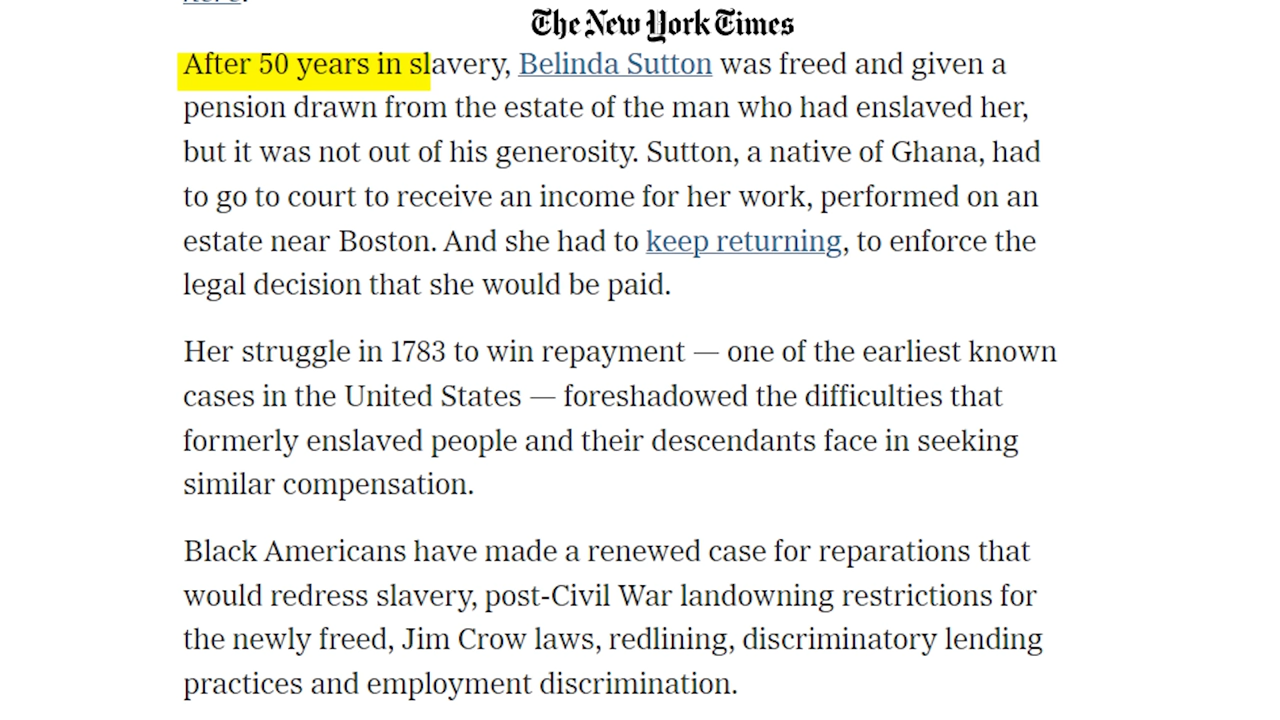 The New York Times
After 50 years in slavery, Belinda Sutton was freed and given a
pension drawn from the estate of the man who had enslaved her,
but it was not out of his generosity. Sutton, a native of Ghana, had
to go to court to receive an income for her work, performed on an
estate near Boston. And she had to keep returning, to enforce the
legal decision that she would be paid.
Her struggle in 1783 to win repayment — one of the earliest known
cases in the United States — foreshadowed the difficulties that
formerly enslaved people and their descendants face in seeking
similar compensation.
Black Americans have made a renewed case for reparations that
would redress slavery, post-Civil War landowning restrictions for
the newly freed, Jim Crow laws, redlining, discriminatory lending
practices and employment discrimination.